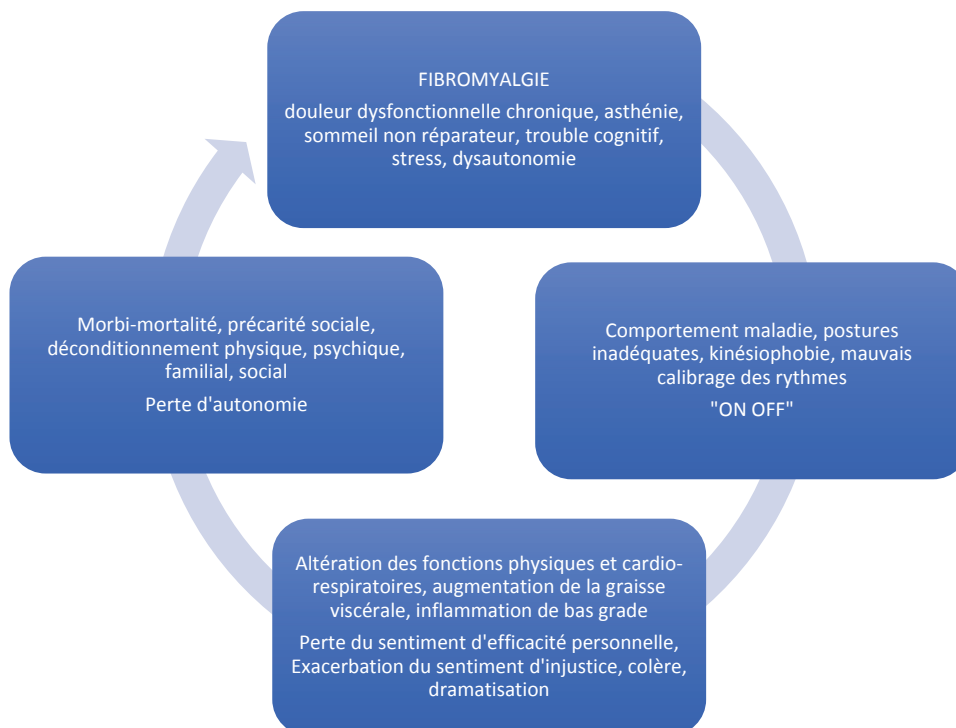 FIBROMYALGIE
douleur dysfonctionnelle chronique, asthénie,
sommeil non réparateur, trouble cognitif,
stress, dysautonomie
Comportement maladie, postures
inadéquates, kinésiophobie, mauvais
calibrage des rythmes
"ON OFF"
Altération des fonctions physiques et cardio-
respiratoires, augmentation de la graisse
viscérale, inflammation de bas grade
Perte du sentiment d'efficacité personnelle,
Exacerbation du sentiment d'injustice, colère,
dramatisation
Morbi-mortalité, précarité sociale,
déconditionnement physique, psychique,
familial, social
Perte d'autonomie